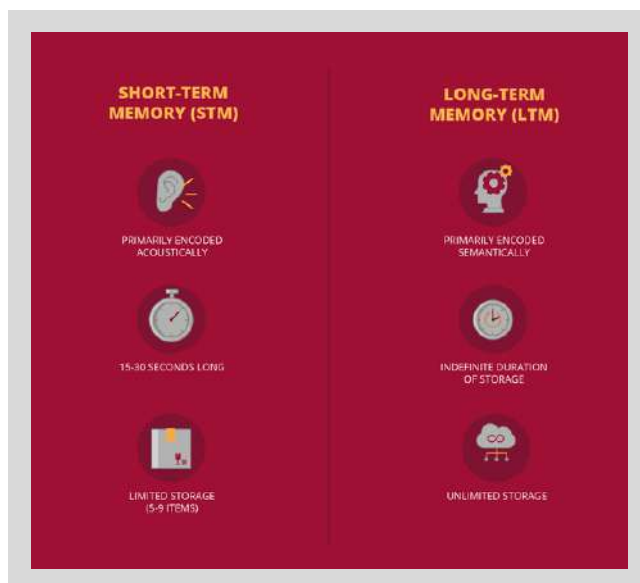 SHORT-TERM
MEMORY (STM)
PRIMARILY ENCODED
ACOUSTICALLY
15-30 SECONDS LONG
LIMITED STORAGE
(5-9 ITEMS)
LONG-TERM
MEMORY (LTM)
PRIMARILY ENCODED
SEMANTICALLY
INDEFINITE DURATION
OF STORAGE
UNLIMITED STORAGE